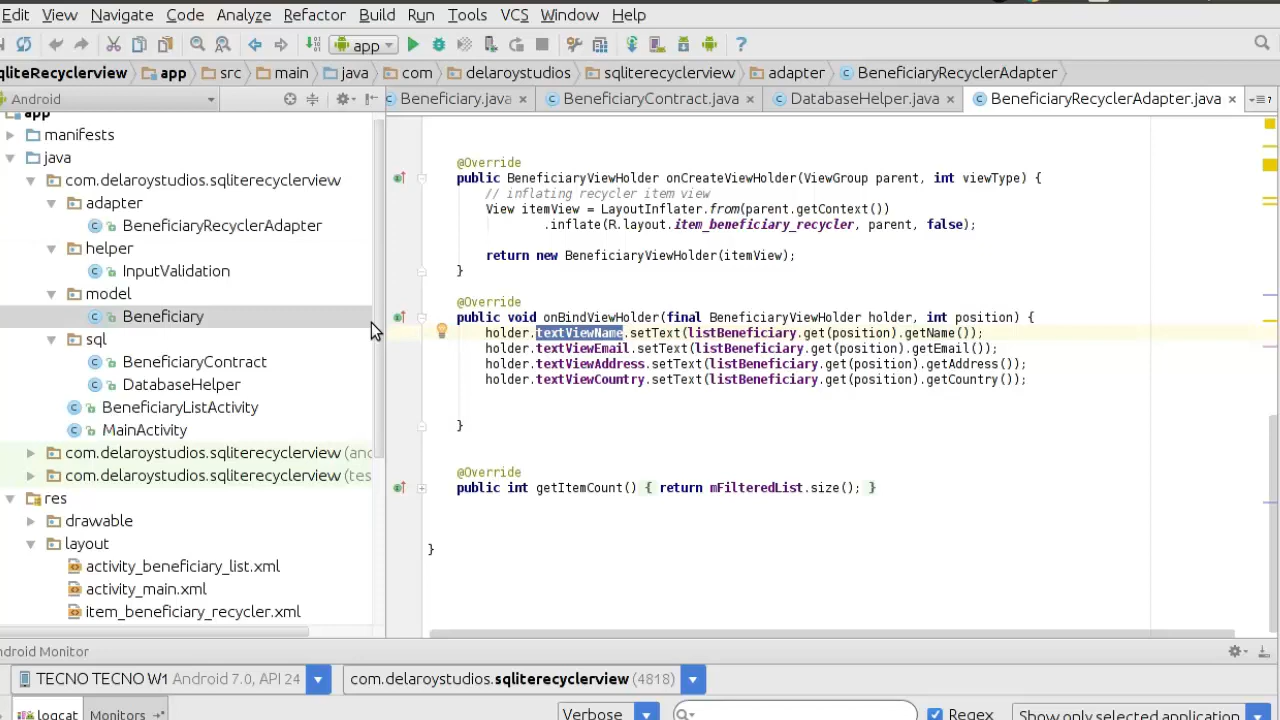 Edit View Navigate Code Analyze Refactor Build Run Tools VCS Window Help
app
qliteRecyclerview app src main java com delaroystudios sqliterecyclerview adapter BeneficiaryRecyclerAdapter
Android Beneficiary.java BeneficiaryContract.java DatabaseHelper.java BeneficiaryRecyclerAdapter.java
app
manifests
java
com.delaroystudios.sqliterecyclerview
adapter
BeneficiaryRecyclerAdapter
helper
InputValidation
model
Beneficiary
sql
BeneficiaryContract
DatabaseHelper
BeneficiaryListActivity
MainActivity
com.delaroystudios.sqliterecyclerview (and
com.delaroystudios.sqliterecyclerview (tes
res
drawable
layout
activity_beneficiary_list.xml
activity_main.xml
item_beneficiary_recycler.xml
@Override
public BeneficiaryViewHolder onCreateViewHolder(ViewGroup parent, int viewType) {
// inflating recycler item view
View itemView = LayoutInflater.from(parent.getContext())
.inflate(R.layout.item_beneficiary_recycler, parent, false);
return new BeneficiaryViewHolder(itemView);
}
@Override
public void onBindViewHolder(final BeneficiaryViewHolder holder, int position) {
holder.textViewName.setText(listBeneficiary.get(position).getName());
holder.textViewEmail.setText(listBeneficiary.get(position).getEmail());
holder.textViewAddress.setText(listBeneficiary.get(position).getAddress());
holder.textViewCountry.setText(listBeneficiary.get(position).getCountry());
}
@Override
public int getItemCount() { return mFilteredList.size(); }
}
ndroid Monitor
TECNO TECNO W1 Android 7.0, API 24 com.delaroystudios.sqliterecyclerview (4818)
logcat Monitors Verbose Regex Show only selected application